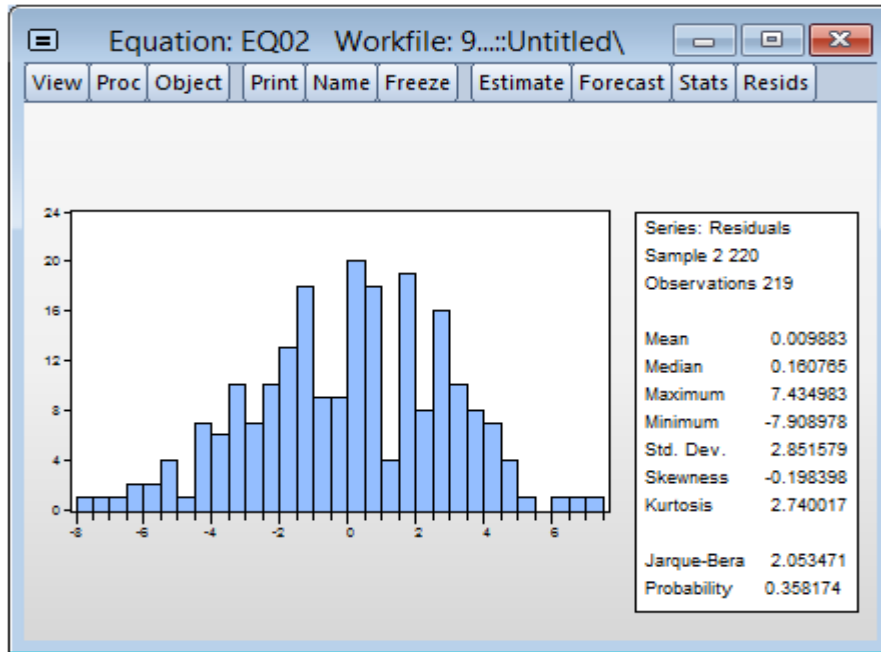 Equation: EQ02 Workfile: 9...::Untitled\
View Proc Object Print Name Freeze Estimate Forecast Stats Resids
24
20
16
12
8
4
0
-8 -6 -4 -2 0 2 4 6
Series: Residuals
Sample 2 220
Observations 219
Mean 0.009883
Median 0.160765
Maximum 7.434983
Minimum -7.908978
Std. Dev. 2.851579
Skewness -0.198398
Kurtosis 2.740017
Jarque-Bera 2.053471
Probability 0.358174